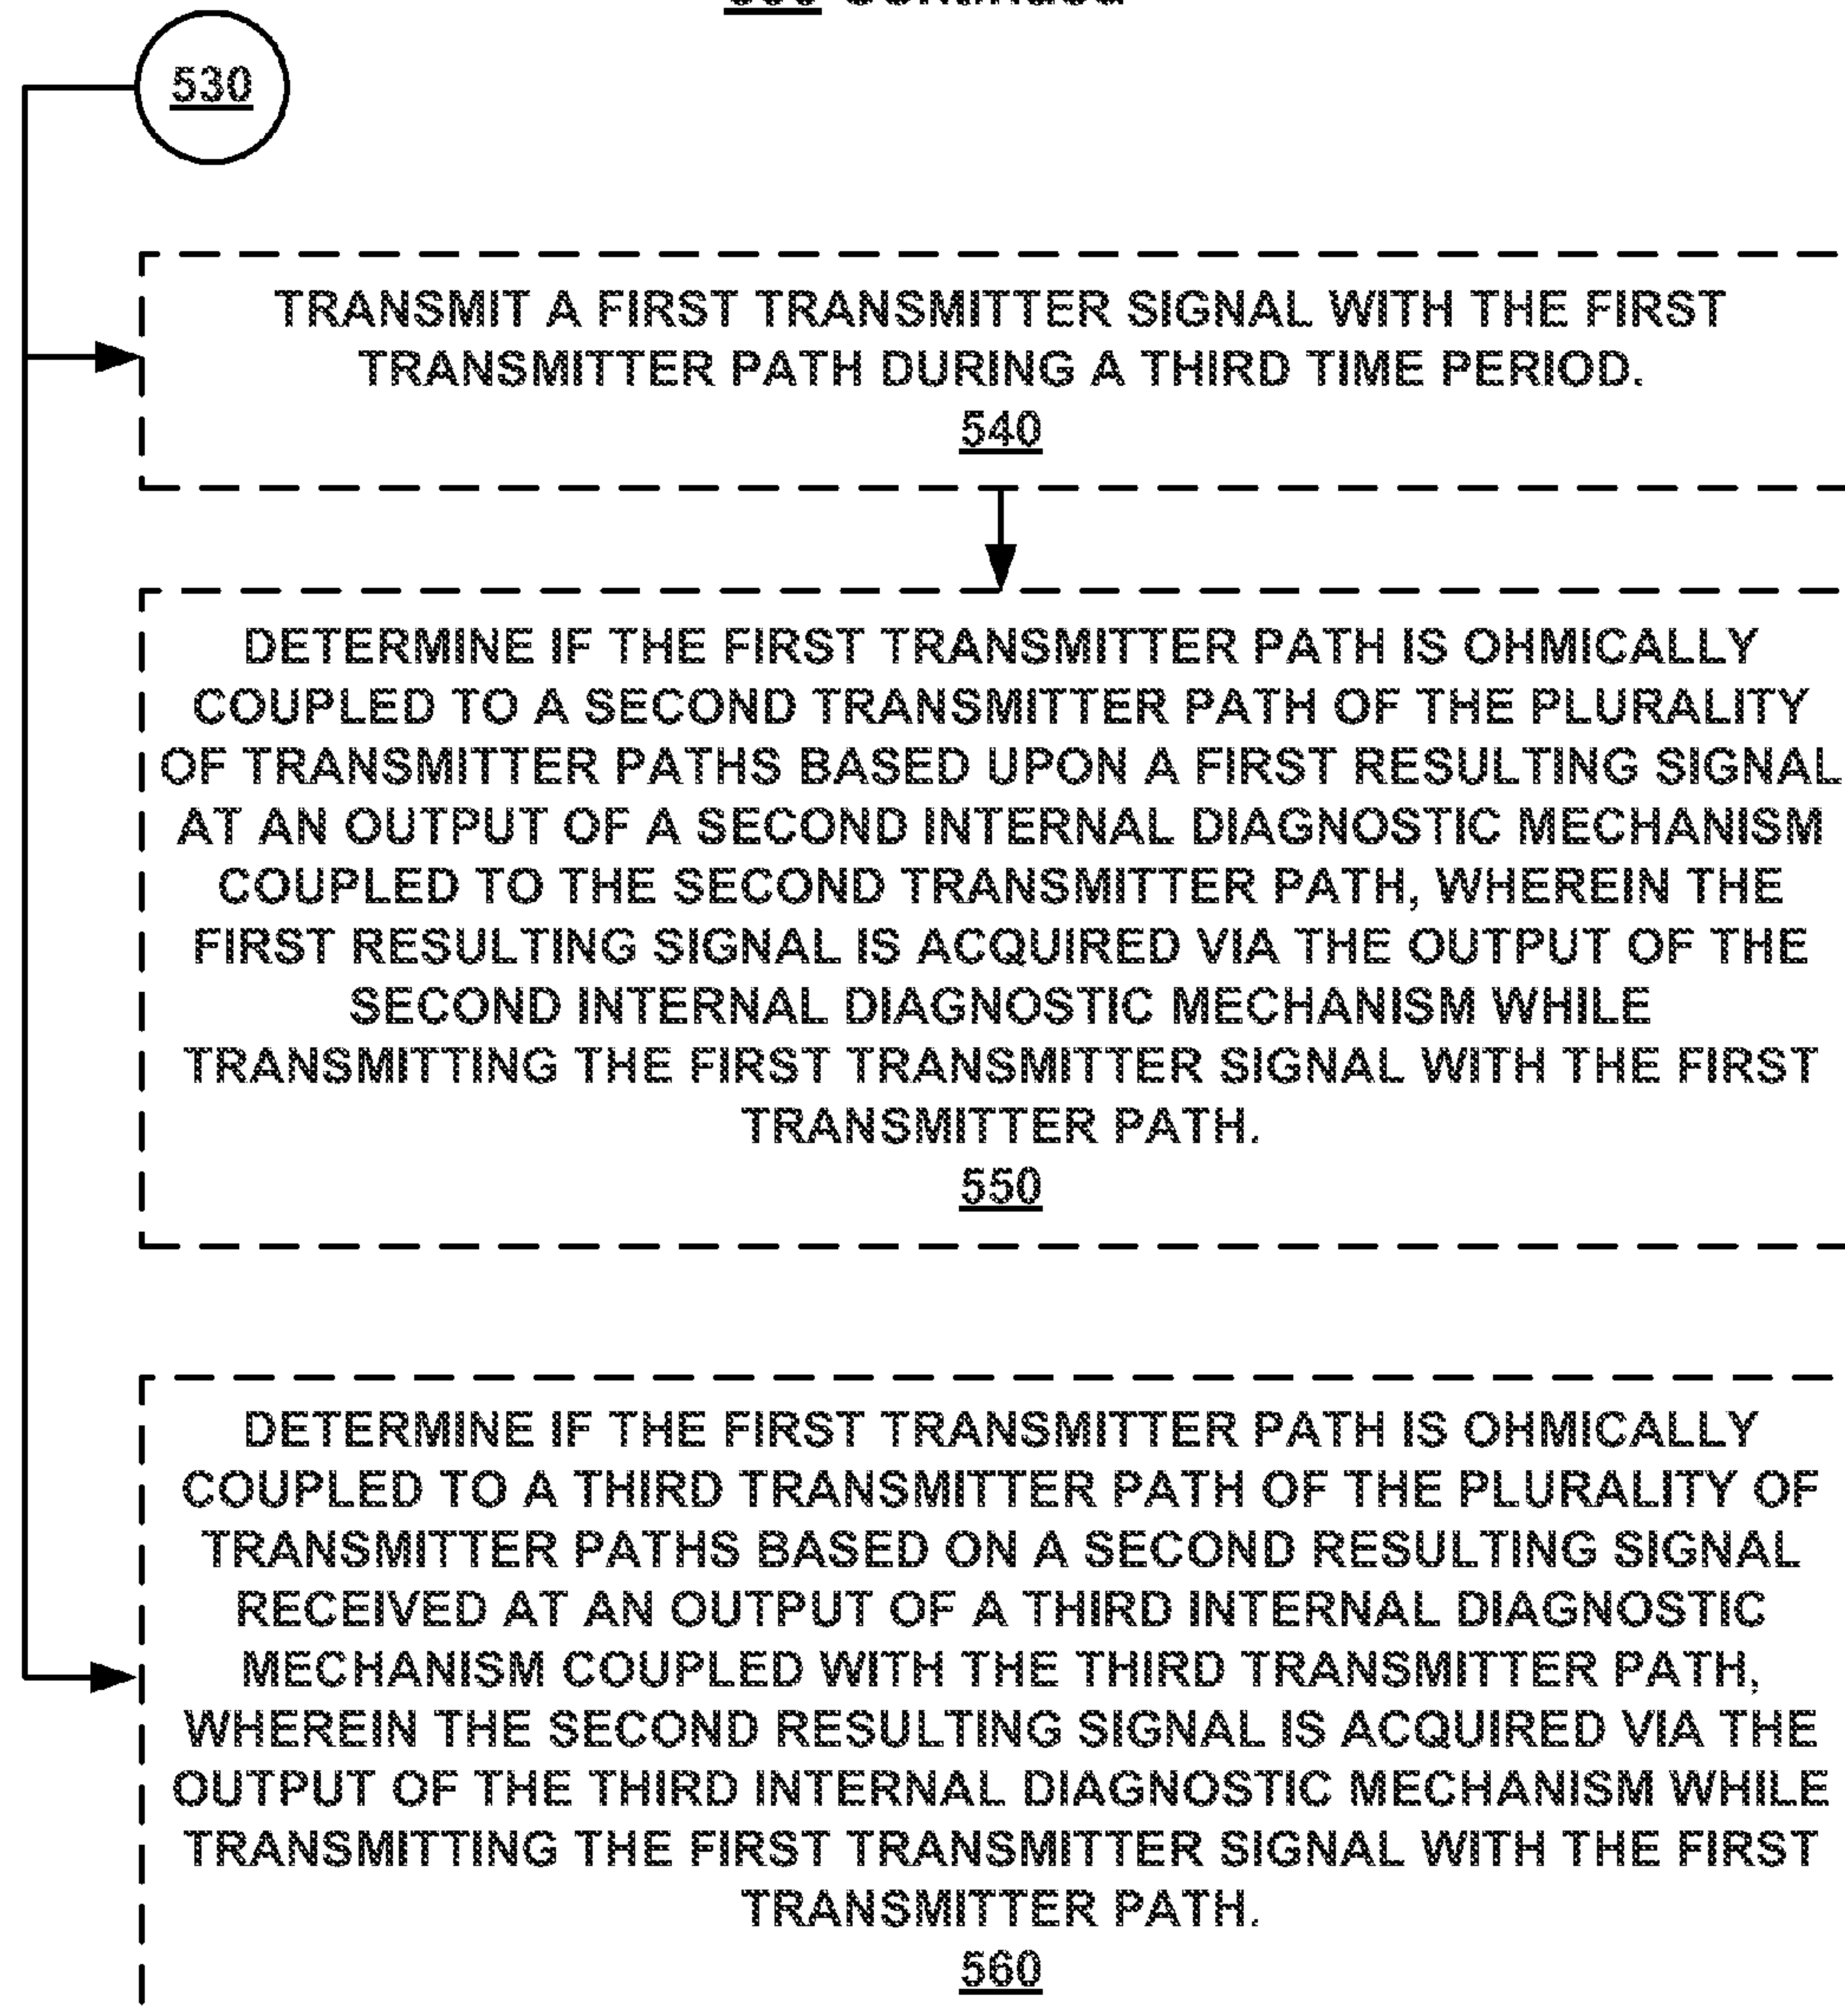 Continued
530
TRANSMIT A FIRST TRANSMITTER SIGNAL WITH THE FIRST
TRANSMITTER PATH DURING A THIRD TIME PERIOD.
540
DETERMINE IF THE FIRST TRANSMITTER PATH IS OHMICALLY
COUPLED TO A SECOND TRANSMITTER PATH OF THE PLURALITY
OF TRANSMITTER PATHS BASED UPON A FIRST RESULTING SIGNAL
AT AN OUTPUT OF A SECOND INTERNAL DIAGNOSTIC MECHANISM
COUPLED TO THE SECOND TRANSMITTER PATH, WHEREIN THE
FIRST RESULTING SIGNAL IS ACQUIRED VIA THE OUTPUT OF THE
SECOND INTERNAL DIAGNOSTIC MECHANISM WHILE
TRANSMITTING THE FIRST TRANSMITTER SIGNAL WITH THE FIRST
TRANSMITTER PATH.
550
DETERMINE IF THE FIRST TRANSMITTER PATH IS OHMICALLY
COUPLED TO A THIRD TRANSMITTER PATH OF THE PLURALITY OF
TRANSMITTER PATHS BASED ON A SECOND RESULTING SIGNAL
RECEIVED AT AN OUTPUT OF A THIRD INTERNAL DIAGNOSTIC
MECHANISM COUPLED WITH THE THIRD TRANSMITTER PATH,
WHEREIN THE SECOND RESULTING SIGNAL IS ACQUIRED VIA THE
OUTPUT OF THE THIRD INTERNAL DIAGNOSTIC MECHANISM WHILE
TRANSMITTING THE FIRST TRANSMITTER SIGNAL WITH THE FIRST
TRANSMITTER PATH.
560